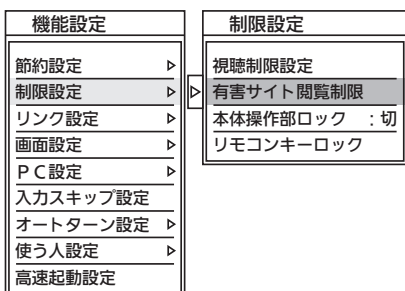 機能設定
節約設定
制限設定
リンク設定
画面設定
ＰＣ設定
入力スキップ設定
オートターン設定
使う人設定
高速起動設定
制限設定
視聴制限設定
有害サイト閲覧制限
本体操作部ロック ：切
リモコンキーロック